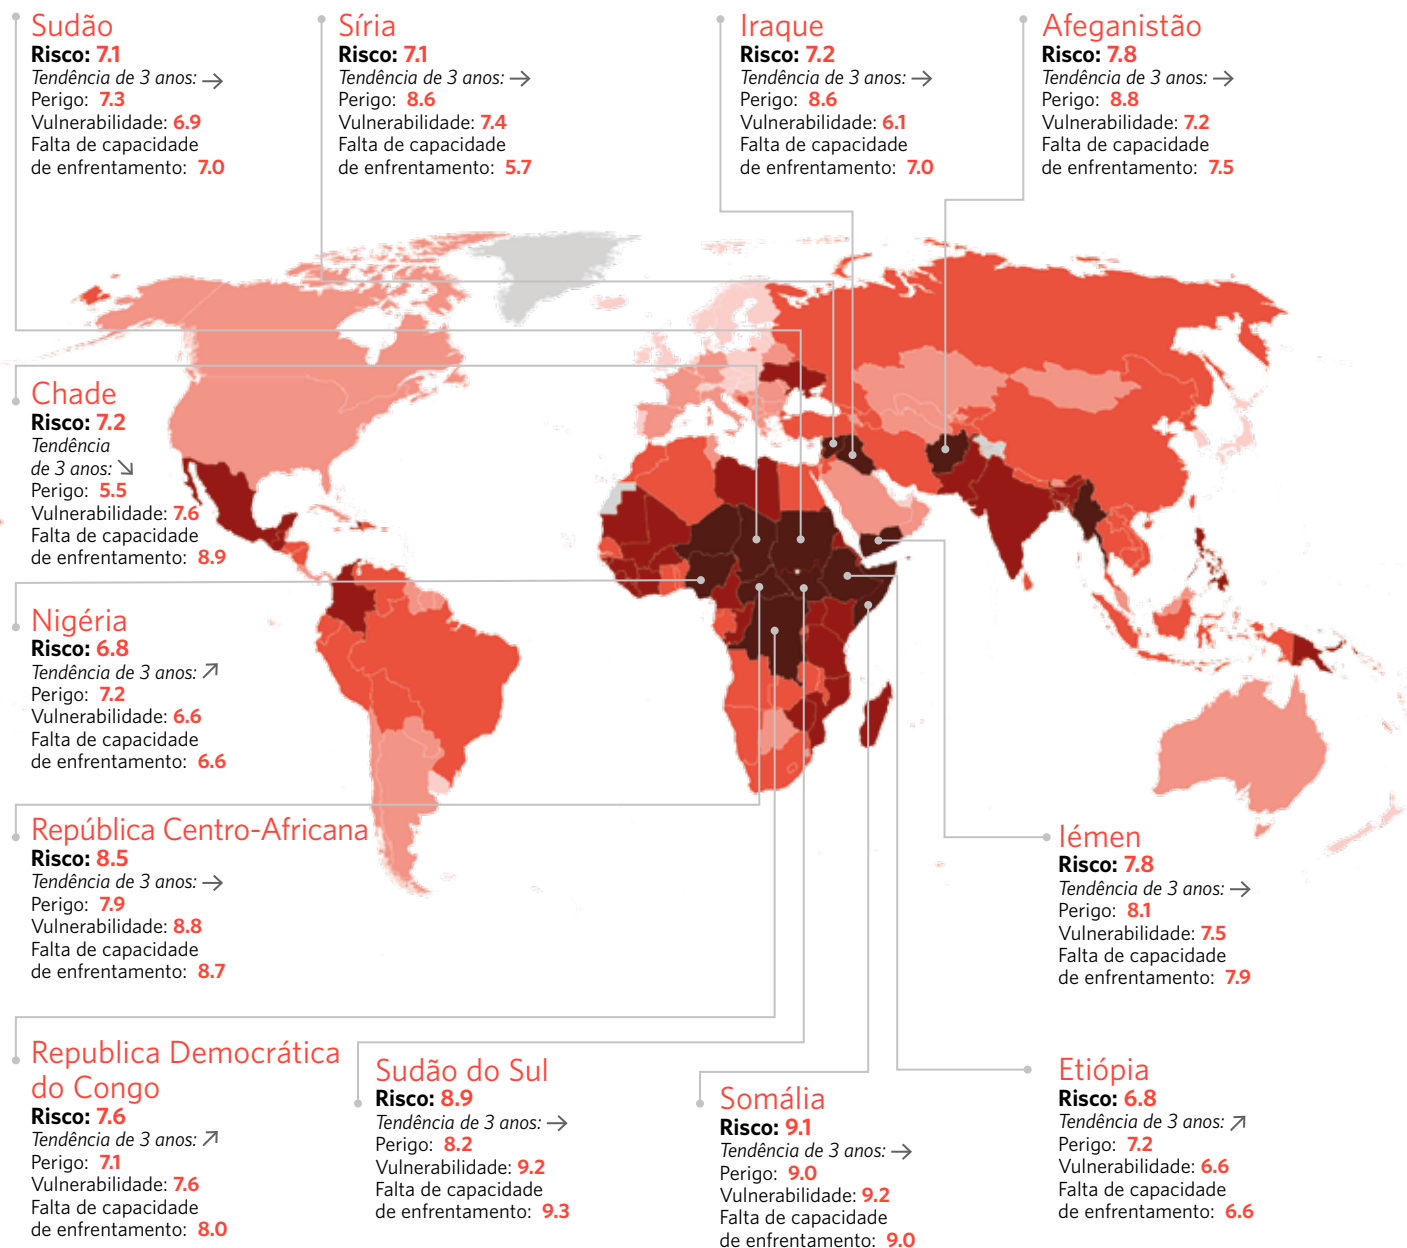 Sudão
Risco: 7.1
Tendência de 3 anos: →
Perigo: 7.3
Vulnerabilidade: 6.9
Falta de capacidade
de enfrentamento: 7.0
Síria
Risco: 7.1
Tendência de 3 anos: →
Perigo: 8.6
Vulnerabilidade: 7.4
Falta de capacidade
de enfrentamento: 5.7
Iraque
Risco: 7.2
Tendência de 3 anos: →
Perigo: 8.6
Vulnerabilidade: 6.1
Falta de capacidade
de enfrentamento: 7.0
Afeganistão
Risco: 7.8
Tendência de 3 anos: →
Perigo: 8.8
Vulnerabilidade: 7.2
Falta de capacidade
de enfrentamento: 7.5
Chade
Risco: 7.2
Tendência
de 3 anos: ↘
Perigo: 5.5
Vulnerabilidade: 7.6
Falta de capacidade
de enfrentamento: 8.9
Nigéria
Risco: 6.8
Tendência de 3 anos: ↗
Perigo: 7.2
Vulnerabilidade: 6.6
Falta de capacidade
de enfrentamento: 6.6
República Centro-Africana
Risco: 8.5
Tendência de 3 anos: →
Perigo: 7.9
Vulnerabilidade: 8.8
Falta de capacidade
de enfrentamento: 8.7
Iémen
Risco: 7.8
Tendência de 3 anos: →
Perigo: 8.1
Vulnerabilidade: 7.5
Falta de capacidade
de enfrentamento: 7.9
Republica Democrática
do Congo
Risco: 7.6
Tendência de 3 anos: ↗
Perigo: 7.1
Vulnerabilidade: 7.6
Falta de capacidade
de enfrentamento: 8.0
Sudão do Sul
Risco: 8.9
Tendência de 3 anos: →
Perigo: 8.2
Vulnerabilidade: 9.2
Falta de capacidade
de enfrentamento: 9.3
Somália
Risco: 9.1
Tendência de 3 anos: →
Perigo: 9.0
Vulnerabilidade: 9.2
Falta de capacidade
de enfrentamento: 9.0
Etiópia
Risco: 6.8
Tendência de 3 anos: ↗
Perigo: 7.2
Vulnerabilidade: 6.6
Falta de capacidade
de enfrentamento: 6.6